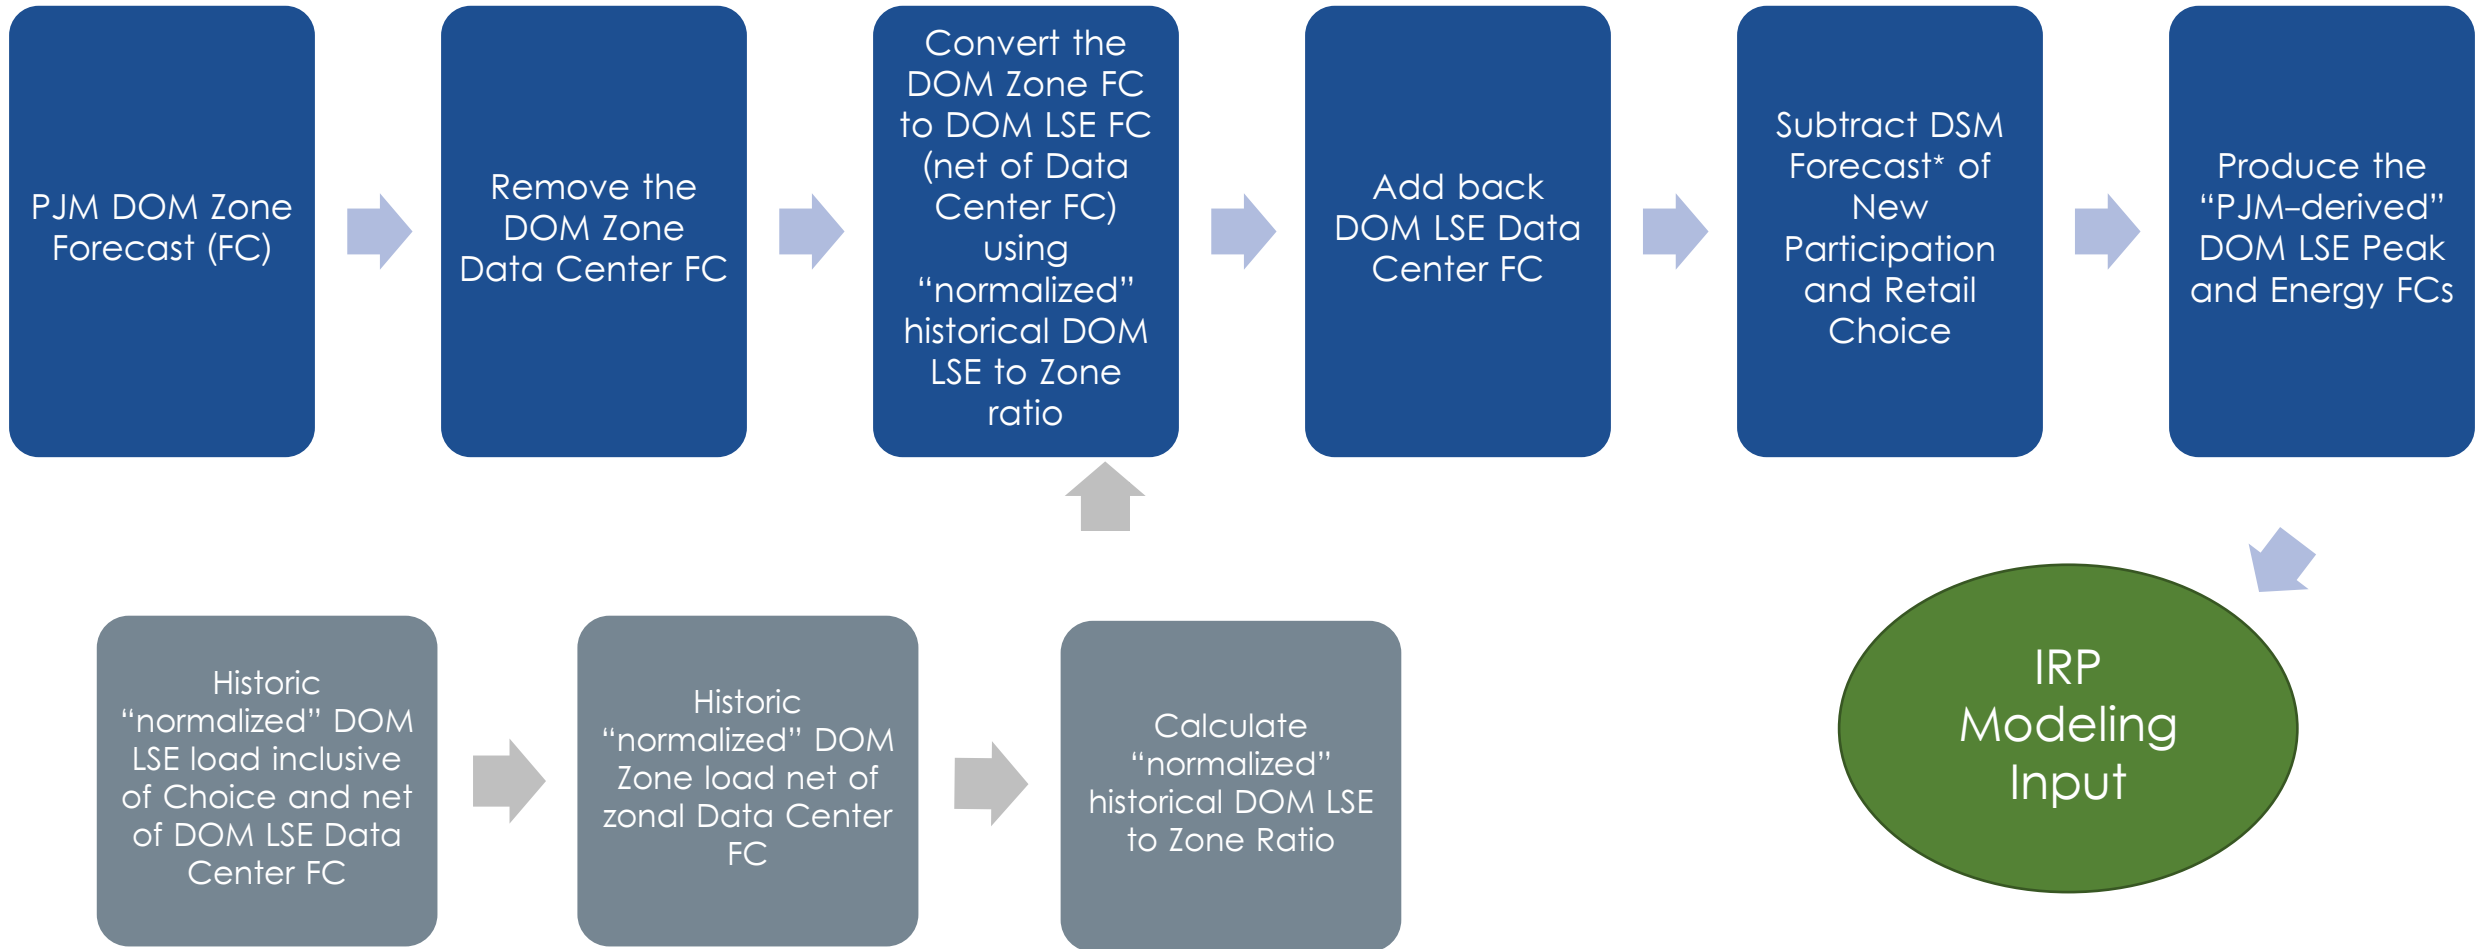 PJM DOM Zone
Forecast (FC)
Remove the
DOM Zone
Data Center FC
Convert the
DOM Zone FC
to DOM LSE FC
(net of Data
Center FC)
using
“normalized”
historical DOM
LSE to Zone
ratio
Add back
DOM LSE Data
Center FC
Subtract DSM
Forecast* of
New
Participation
and Retail
Choice
Produce the
“PJM–derived”
DOM LSE Peak
and Energy FCs
Historic
“normalized” DOM
LSE load inclusive
of Choice and net
of DOM LSE Data
Center FC
Historic
“normalized” DOM
Zone load net of
zonal Data Center
FC
Calculate
“normalized”
historical DOM LSE
to Zone Ratio
IRP
Modeling
Input